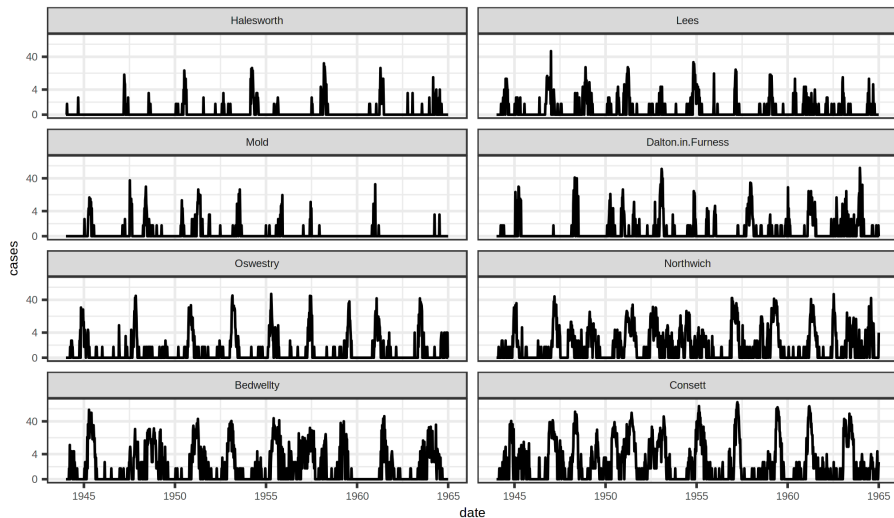 Halesworth
Lees
40
4
0
Mold
Dalton.in.Furness
40
4
0
Oswestry
Northwich
40
4
0
Bedwellty
Consett
40
4
0
cases
1945
1950
1955
1960
1965
1945
1950
1955
1960
1965
date